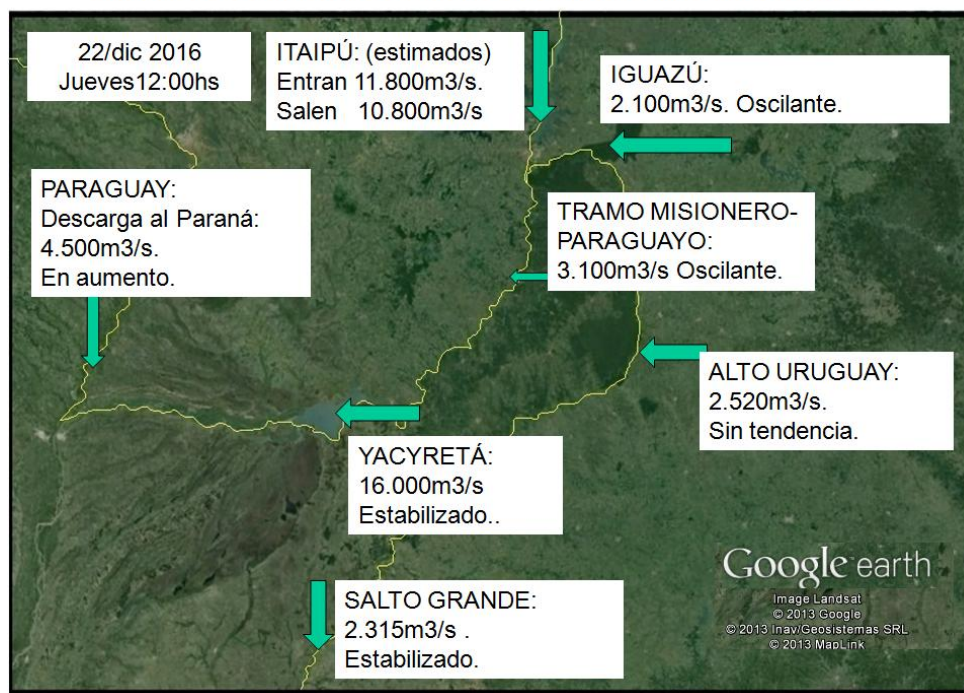 22/dic 2016
Jueves12:00hs
ITAIPÚ: (estimados)
Entran 11.800m3/s.
Salen 10.800m3/s
IGUAZÚ:
2.100m3/s. Oscilante.
PARAGUAY:
Descarga al Paraná:
4.500m3/s.
En aumento.
TRAMO MISIONERO-
PARAGUAYO:
3.100m3/s Oscilante.
ALTO URUGUAY:
2.520m3/s.
Sin tendencia.
YACYRETÁ:
16.000m3/s
Estabilizado..
SALTO GRANDE:
2.315m3/s .
Estabilizado.
Google earth
Image Landsat
© 2013 Google
© 2013 Inav/Geosistemas SRL
© 2013 MapLink